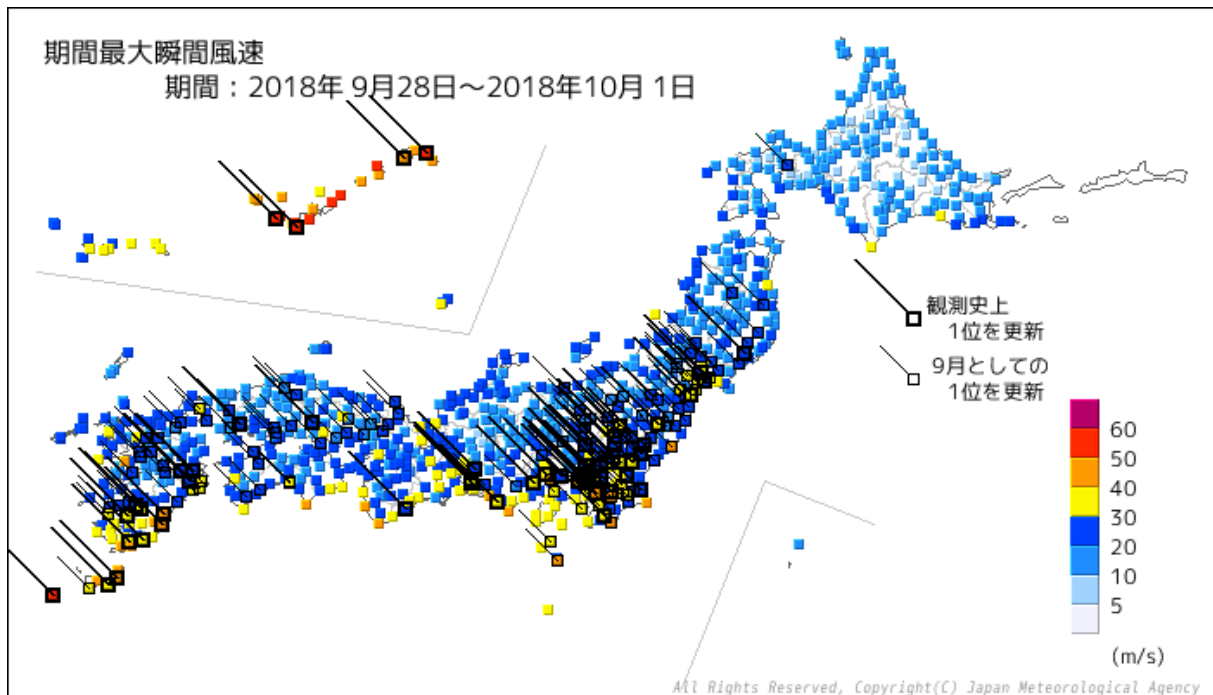 期間最大瞬間風速
期間：2018年 9月28日～2018年10月 1日
観測史上
1位を更新
9月としての
1位を更新
60
50
40
30
20
10
5
(m/s)
All Rights Reserved, Copyright(C) Japan Meteorological Agency